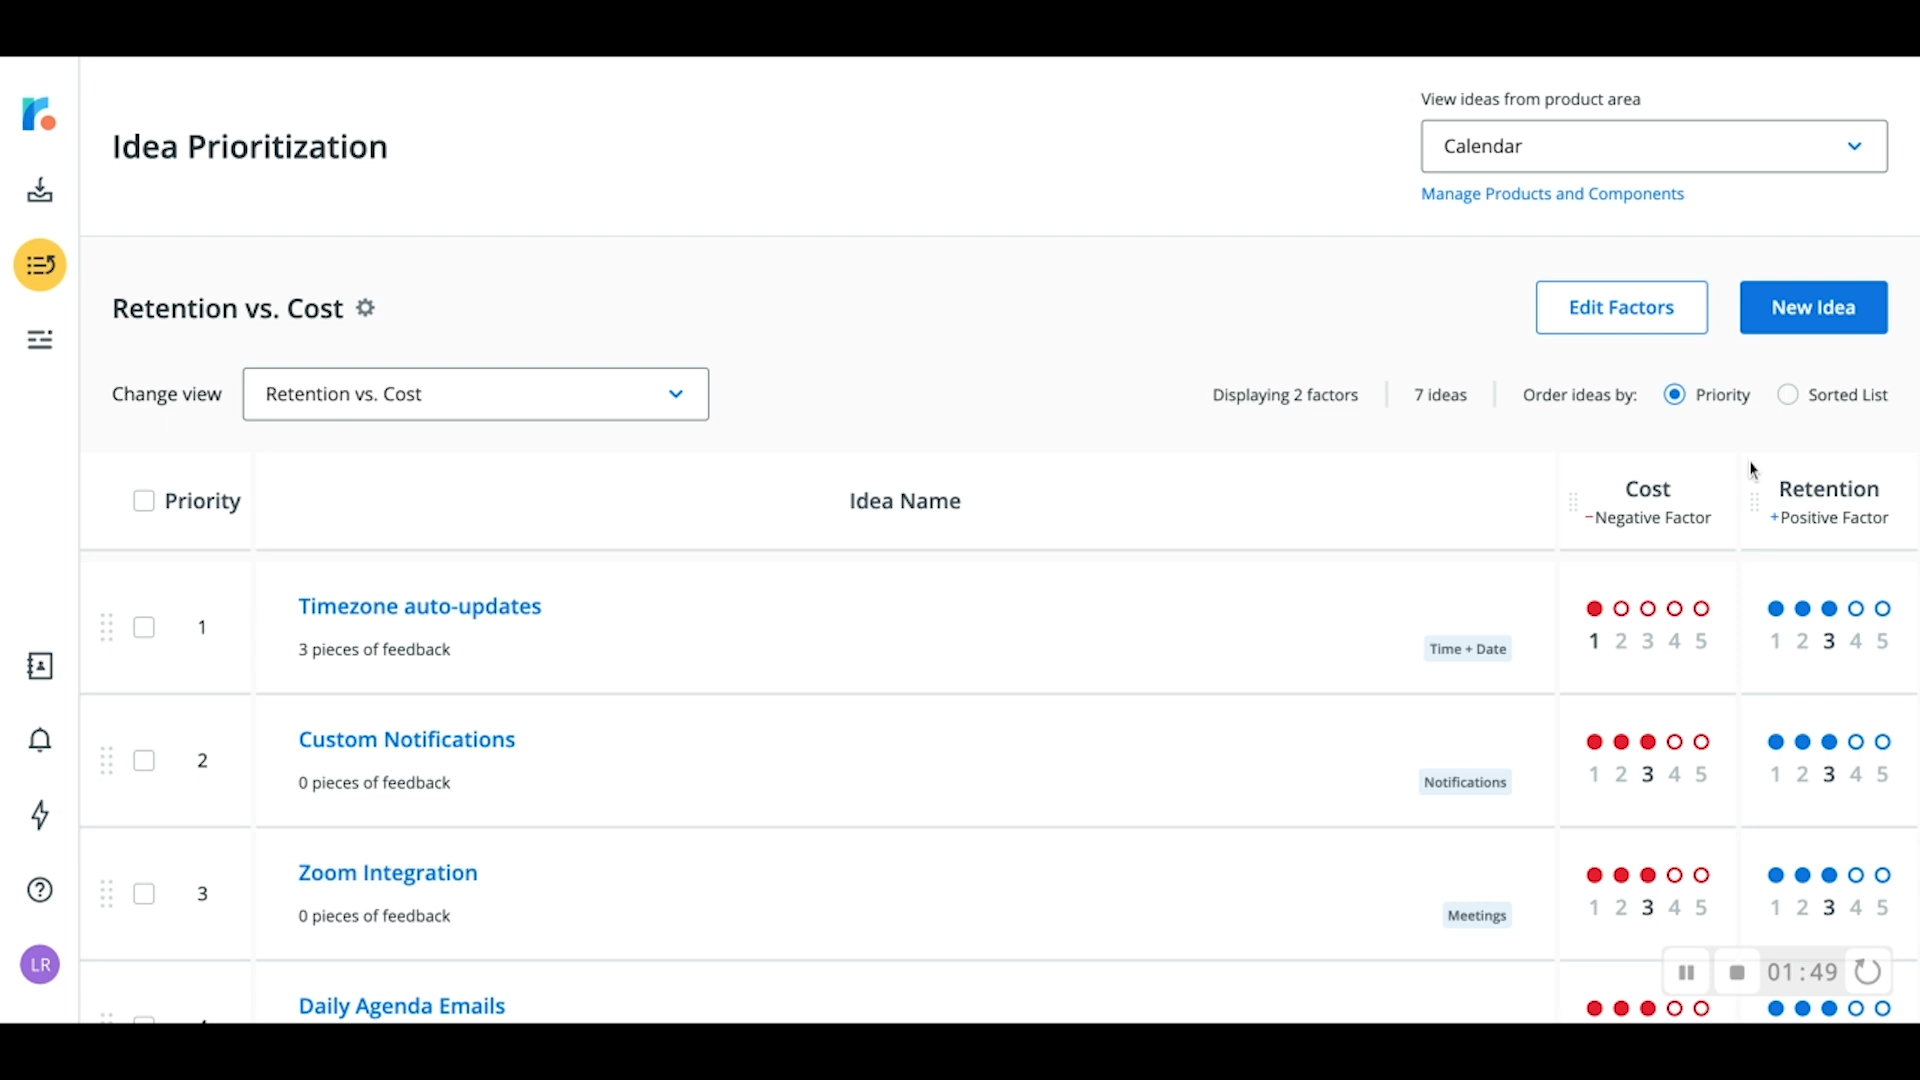 View ideas from product area
Idea Prioritization
Calendar
Manage Products and Components
Retention vs. Cost
Edit Factors
New Idea
Change view
Retention vs. Cost
Displaying 2 factors
7 ideas
Order ideas by:
Priority
Sorted List
Priority
Idea Name
Cost
−Negative Factor
Retention
+Positive Factor
1
Timezone auto-updates
3 pieces of feedback
Time + Date
1 2 3 4 5
1 2 3 4 5
2
Custom Notifications
0 pieces of feedback
Notifications
1 2 3 4 5
1 2 3 4 5
3
Zoom Integration
0 pieces of feedback
Meetings
1 2 3 4 5
1 2 3 4 5
LR
01:49
Daily Agenda Emails